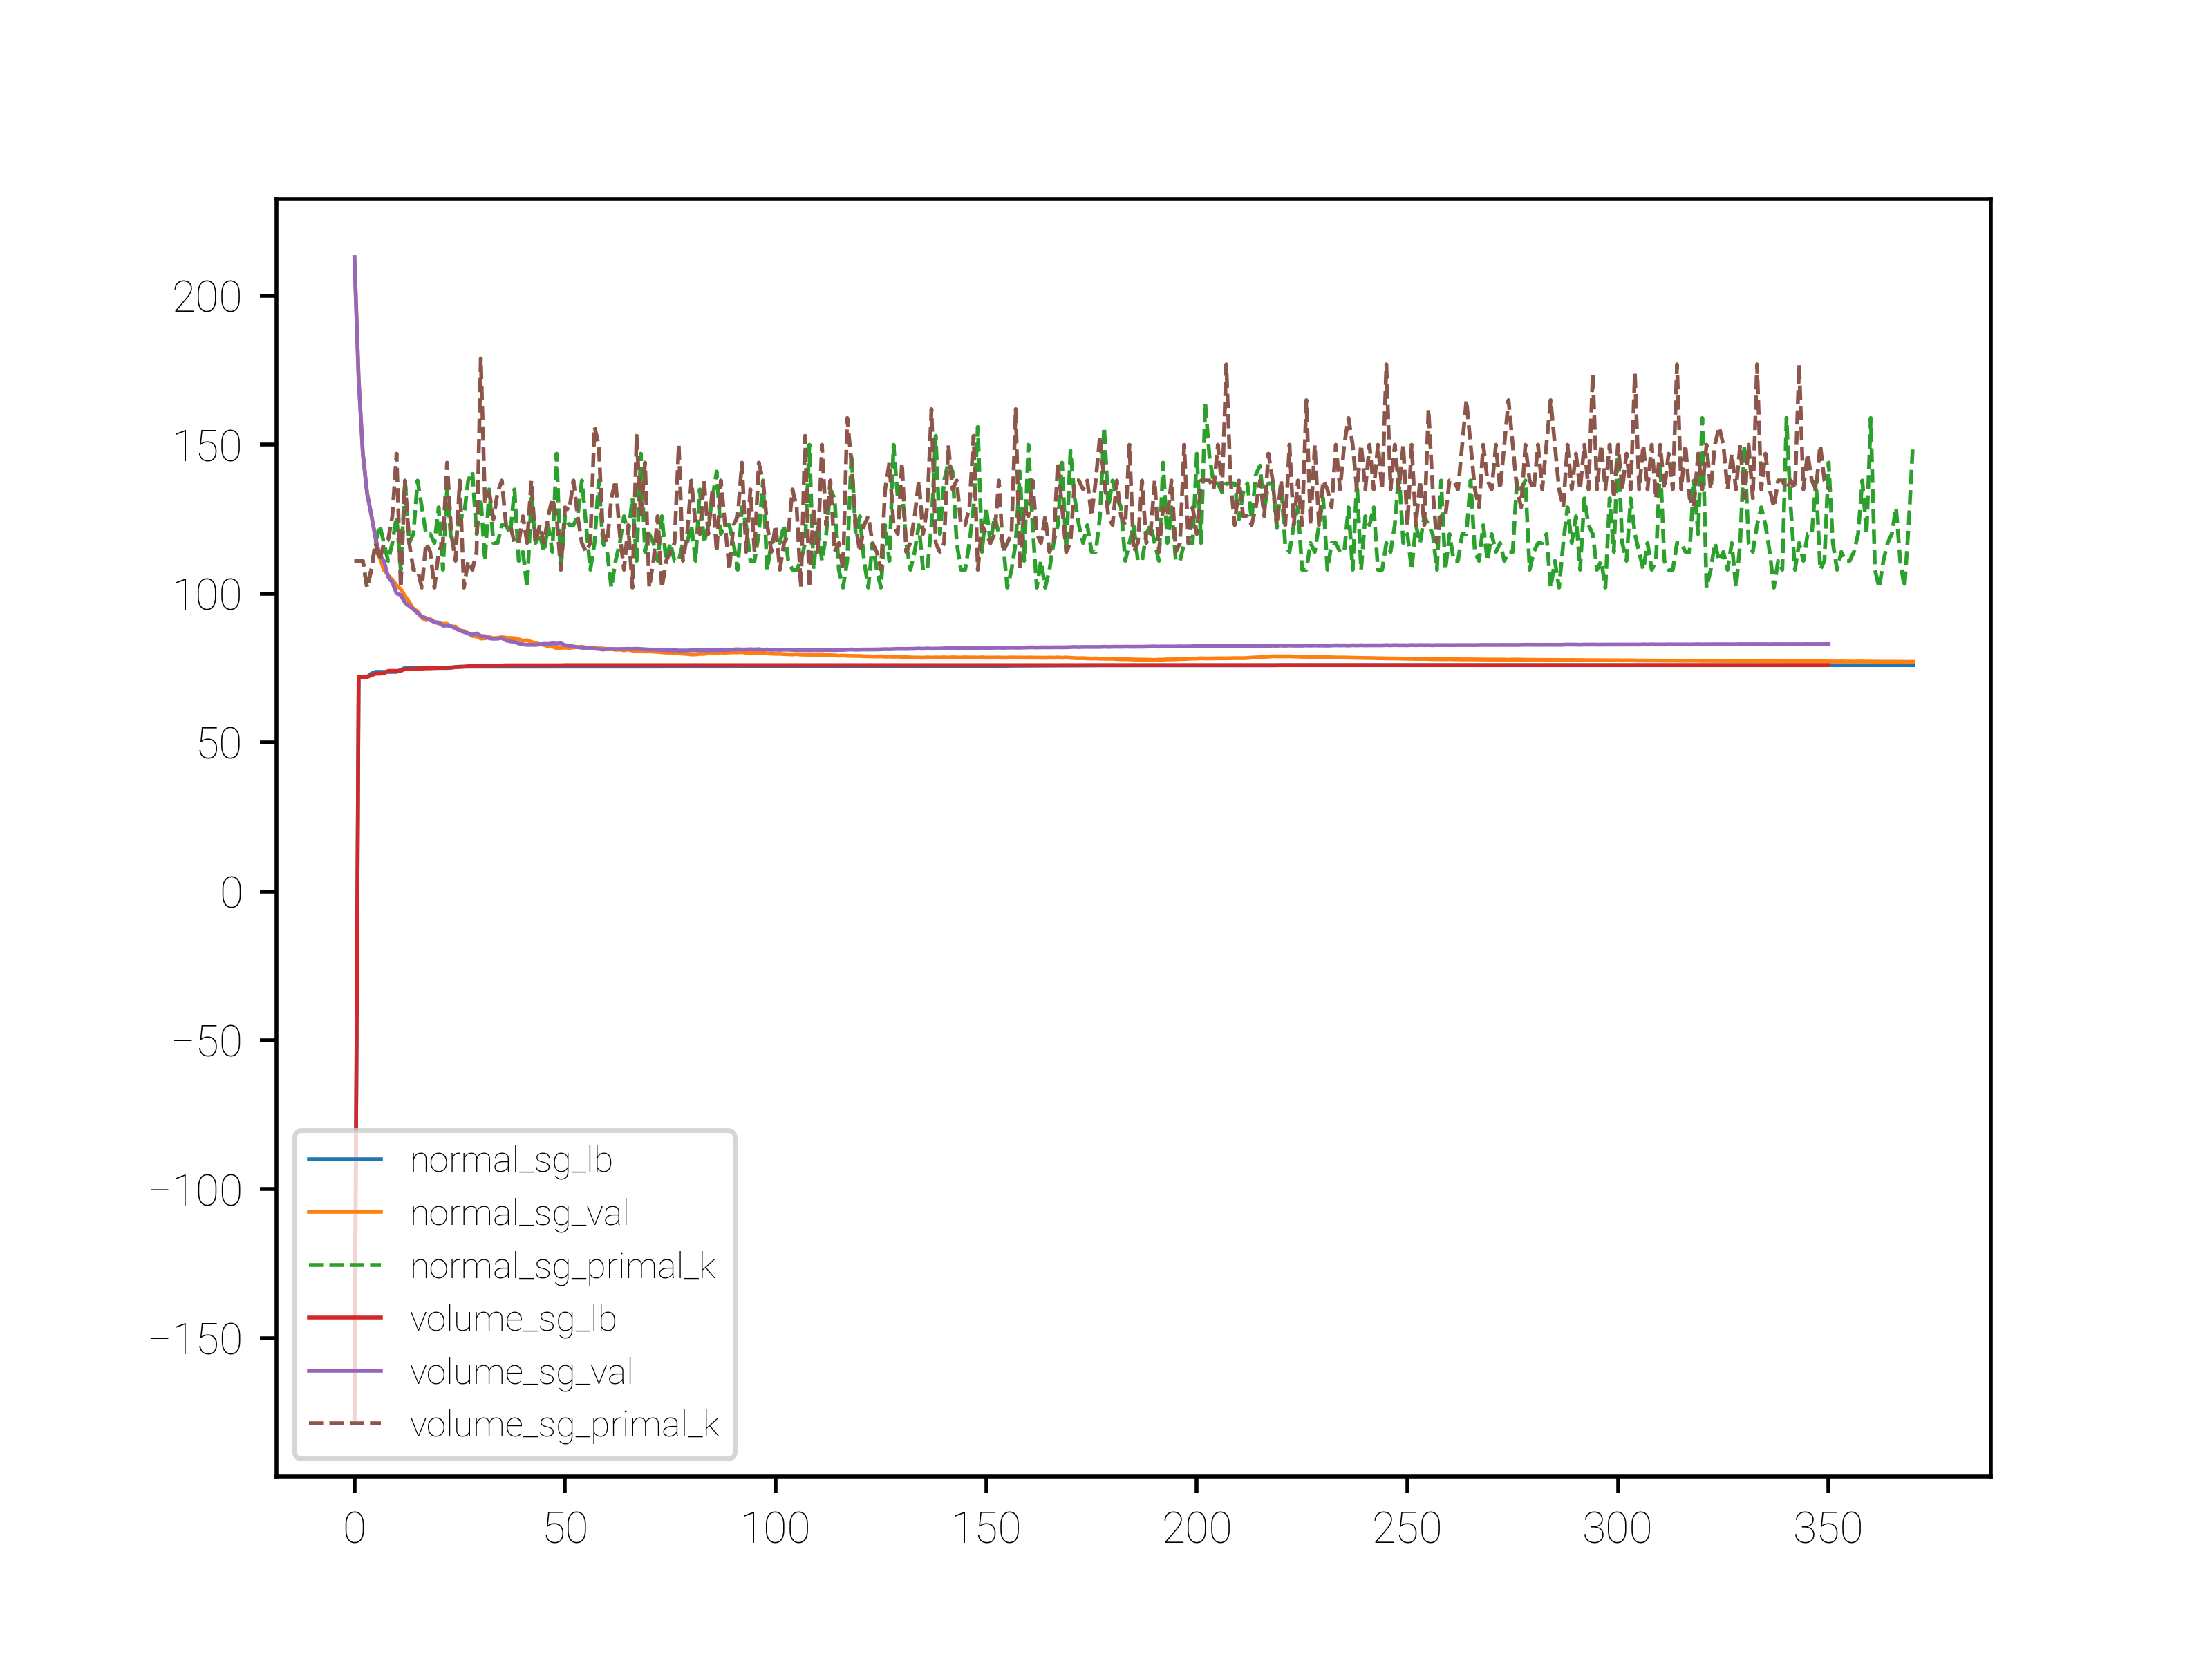 200
150
100
50
0
−50
−100
−150
normal_sg_lb
normal_sg_val
normal_sg_primal_k
volume_sg_lb
volume_sg_val
volume_sg_primal_k
0 50 100 150 200 250 300 350